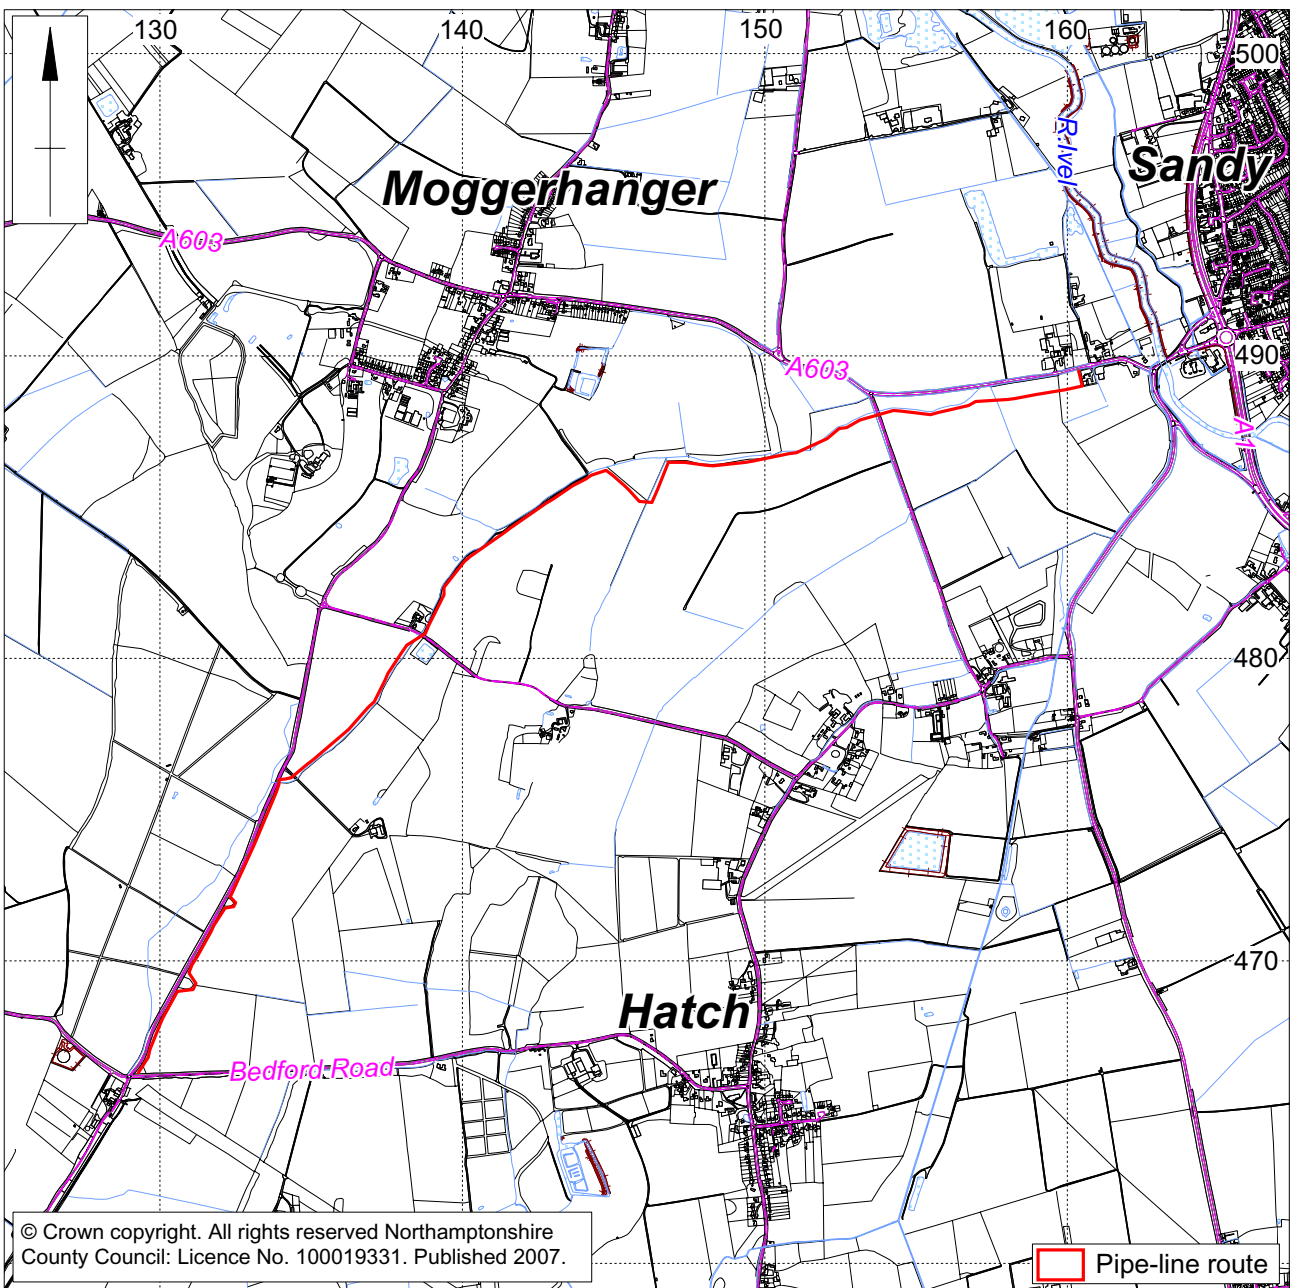 130
140
150
160
500
R.Ivel
Sandy
Moggerhanger
A603
490
A603
A1
480
470
Hatch
Bedford Road
© Crown copyright. All rights reserved Northamptonshire
County Council: Licence No. 100019331. Published 2007.
Pipe-line route